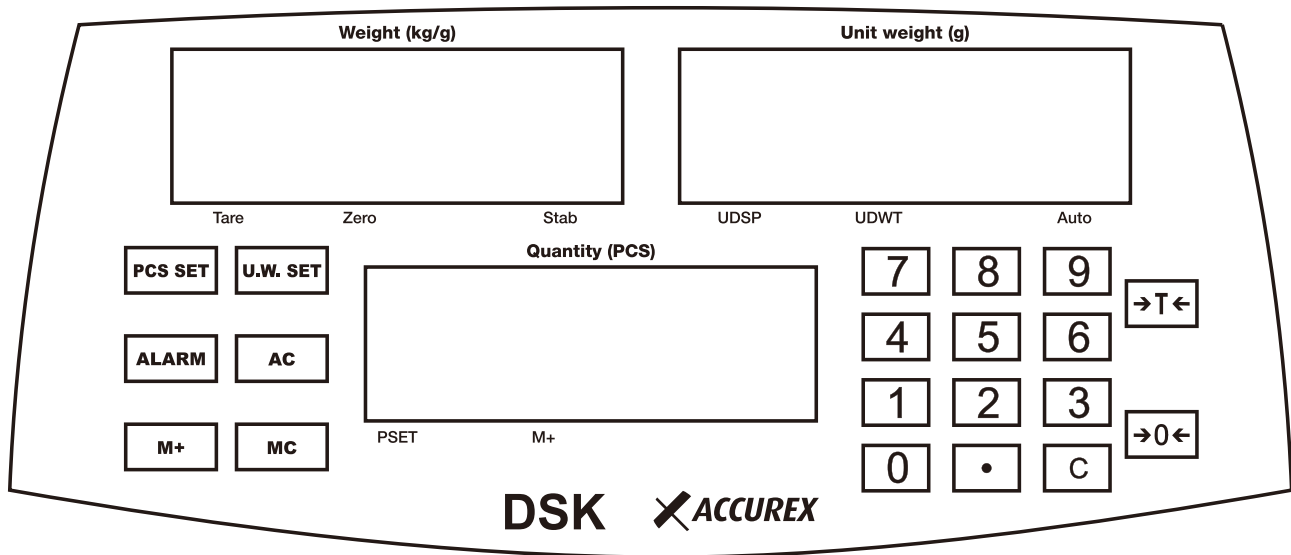 Weight (kg/g)
Unit weight (g)
Tare Zero Stab
UDSP UDWT Auto
PCS SET U.W. SET
Quantity (PCS)
7 8 9
→T←
ALARM AC
4 5 6
1 2 3
→0←
M+ MC
PSET M+
0 • C
DSK ACCUREX